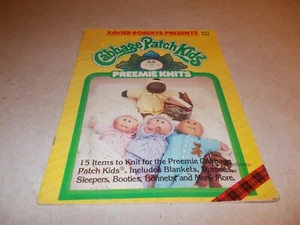 XAVIER ROBERTS PRESENTS
Cabbage Patch Kids
PREEMIE KNITS
15 Items to Knit for the Preemie Cabbage
Patch Kids®. Includes Blankets, Bunnies,
Sleepers, Booties, Bonnets and Many More.